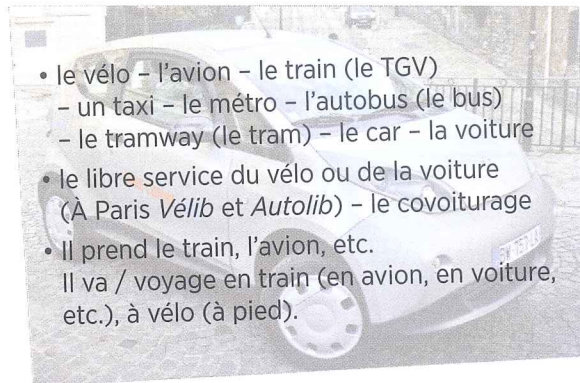 • le vélo – l'avion – le train (le TGV)
– un taxi – le métro – l'autobus (le bus)
– le tramway (le tram) – le car – la voiture
• le libre service du vélo ou de la voiture
(À Paris Vélib et Autolib) – le covoiturage
• Il prend le train, l'avion, etc.
Il va / voyage en train (en avion, en voiture,
etc.), à vélo (à pied).